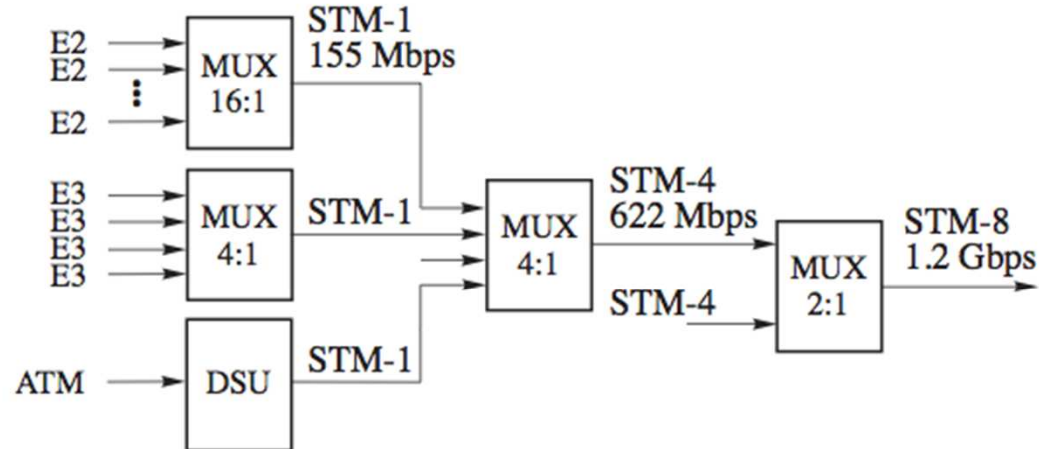 E2
E2
E2
MUX
16:1
STM-1
155 Mbps
E3
E3
E3
E3
MUX
4:1
STM-1
ATM
DSU
STM-1
MUX
4:1
STM-4
622 Mbps
STM-4
MUX
2:1
STM-8
1.2 Gbps